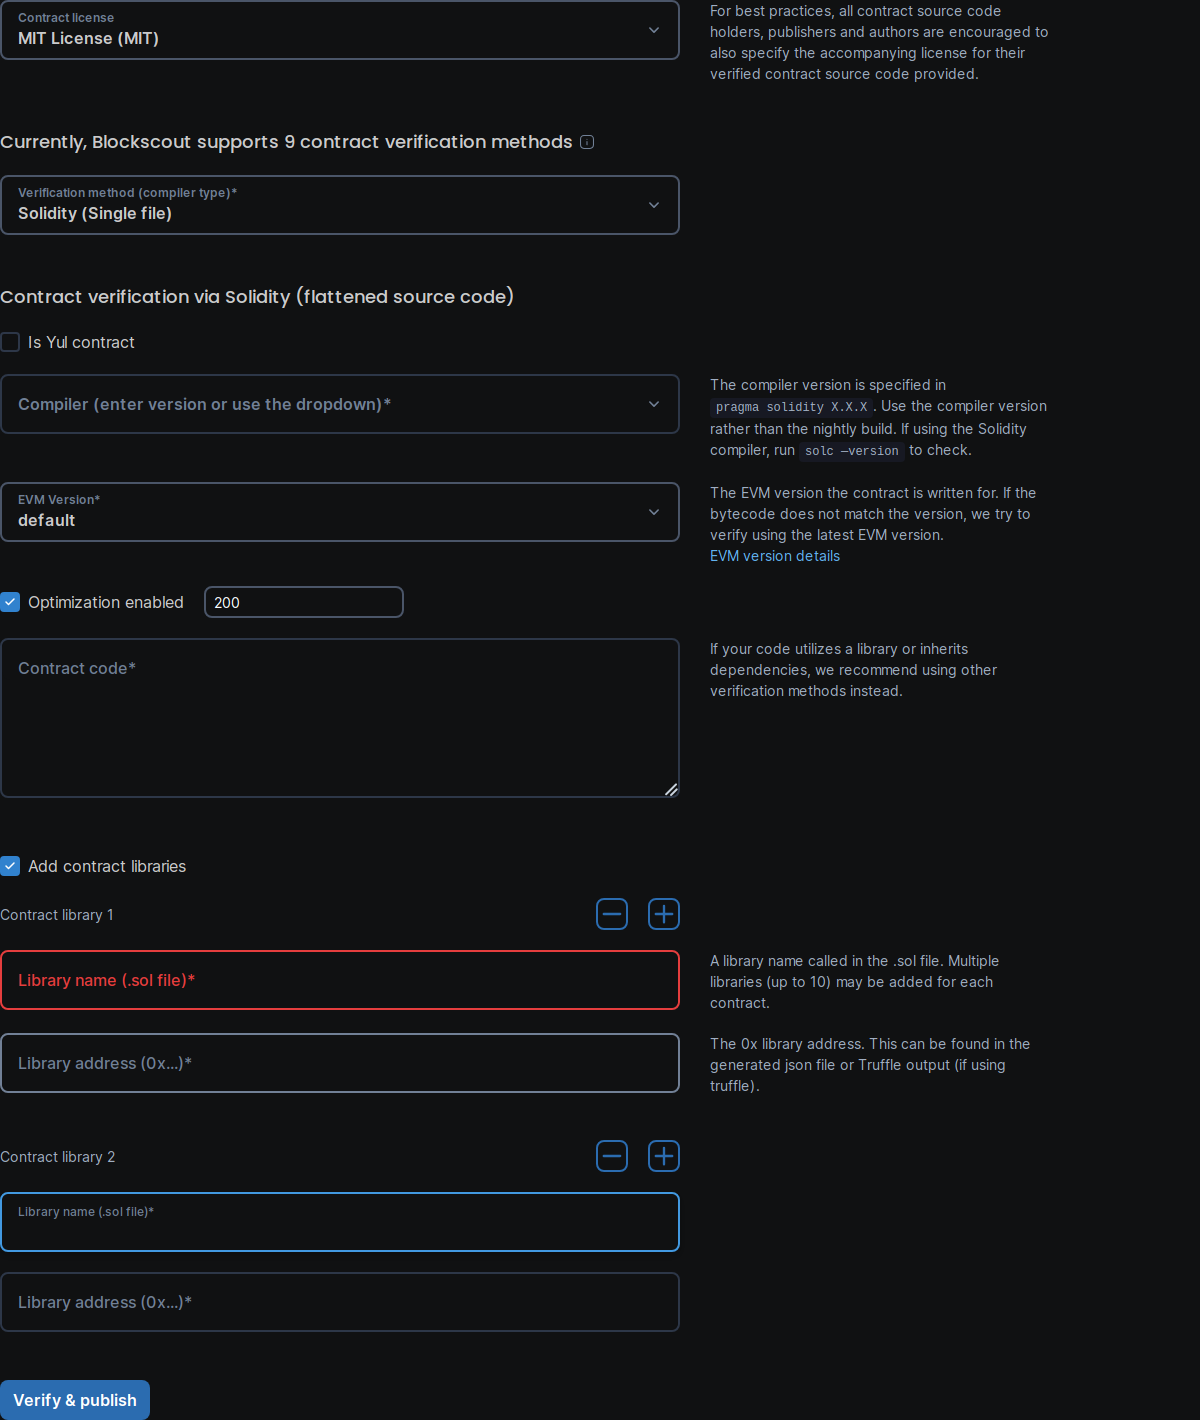 Contract license
MIT License (MIT)
For best practices, all contract source code
holders, publishers and authors are encouraged to
also specify the accompanying license for their
verified contract source code provided.
Currently, Blockscout supports 9 contract verification methods
Verification method (compiler type)*
Solidity (Single file)
Contract verification via Solidity (flattened source code)
Is Yul contract
Compiler (enter version or use the dropdown)*
The compiler version is specified in
pragma solidity X.X.X. Use the compiler version
rather than the nightly build. If using the Solidity
compiler, run solc —version to check.
EVM Version*
default
The EVM version the contract is written for. If the
bytecode does not match the version, we try to
verify using the latest EVM version.
EVM version details
Optimization enabled
200
Contract code*
If your code utilizes a library or inherits
dependencies, we recommend using other
verification methods instead.
Add contract libraries
Contract library 1
Library name (.sol file)*
A library name called in the .sol file. Multiple
libraries (up to 10) may be added for each
contract.
Library address (0x...)*
The 0x library address. This can be found in the
generated json file or Truffle output (if using
truffle).
Contract library 2
Library name (.sol file)*
Library address (0x...)*
Verify & publish